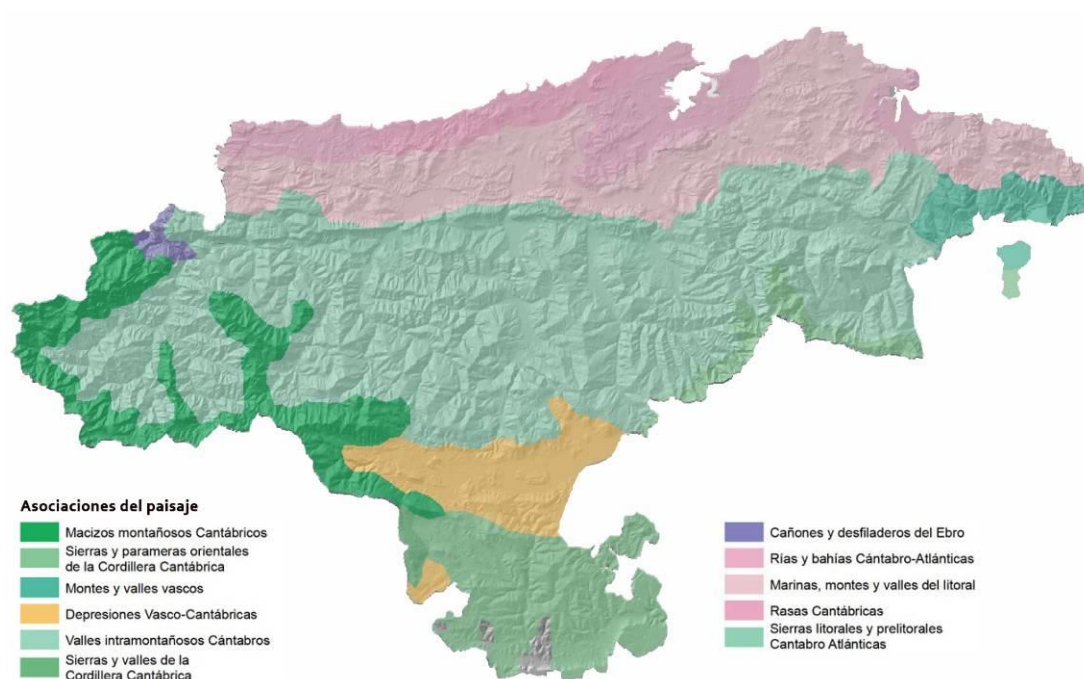 Asociaciones del paisaje
Macizos montañosos Cantábricos
Sierras y parameras orientales
de la Cordillera Cantábrica
Montes y valles vascos
Depresiones Vasco-Cantábricas
Valles intramontañosos Cántabros
Sierras y valles de la
Cordillera Cantábrica
Cañones y desfiladeros del Ebro
Rías y bahías Cántabro-Atlánticas
Marinas, montes y valles del litoral
Rasas Cantábricas
Sierras litorales y prelitorales
Cantabro Atlánticas